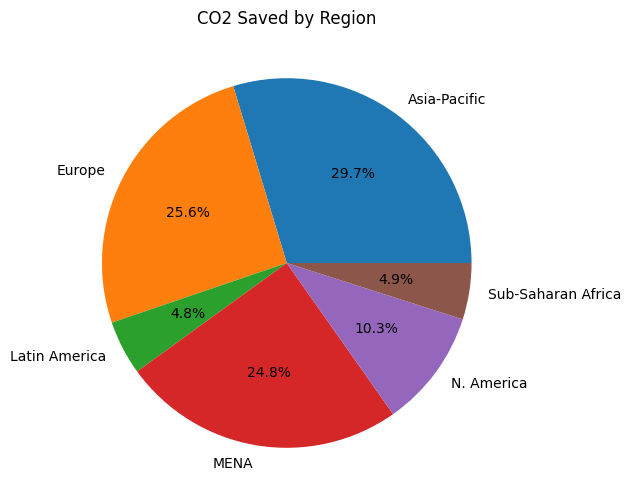 CO2 Saved by Region
Asia-Pacific
29.7%
Europe
25.6%
Latin America
4.8%
MENA
24.8%
N. America
10.3%
Sub-Saharan Africa
4.9%